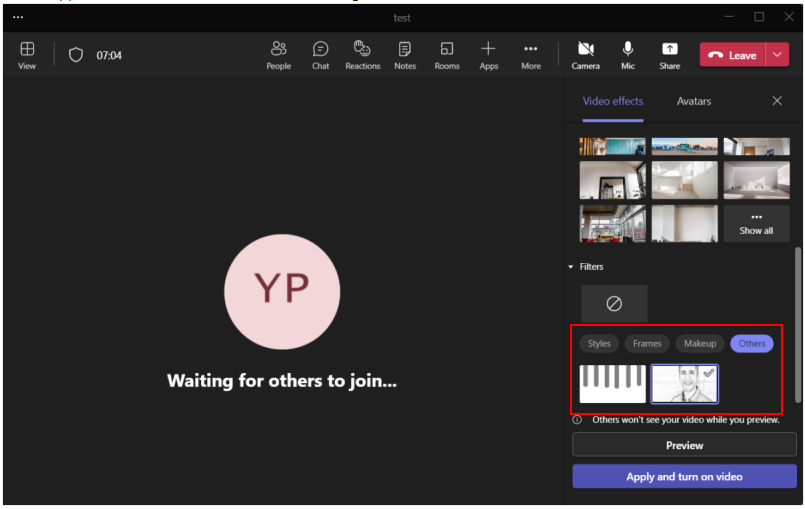 test
View
07:04
People
Chat
Reactions
Notes
Rooms
Apps
More
Camera
Mic
Share
Leave
Video effects
Avatars
Show all
Filters
Styles
Frames
Makeup
Others
YP
Waiting for others to join...
Others won't see your video while you preview.
Preview
Apply and turn on video